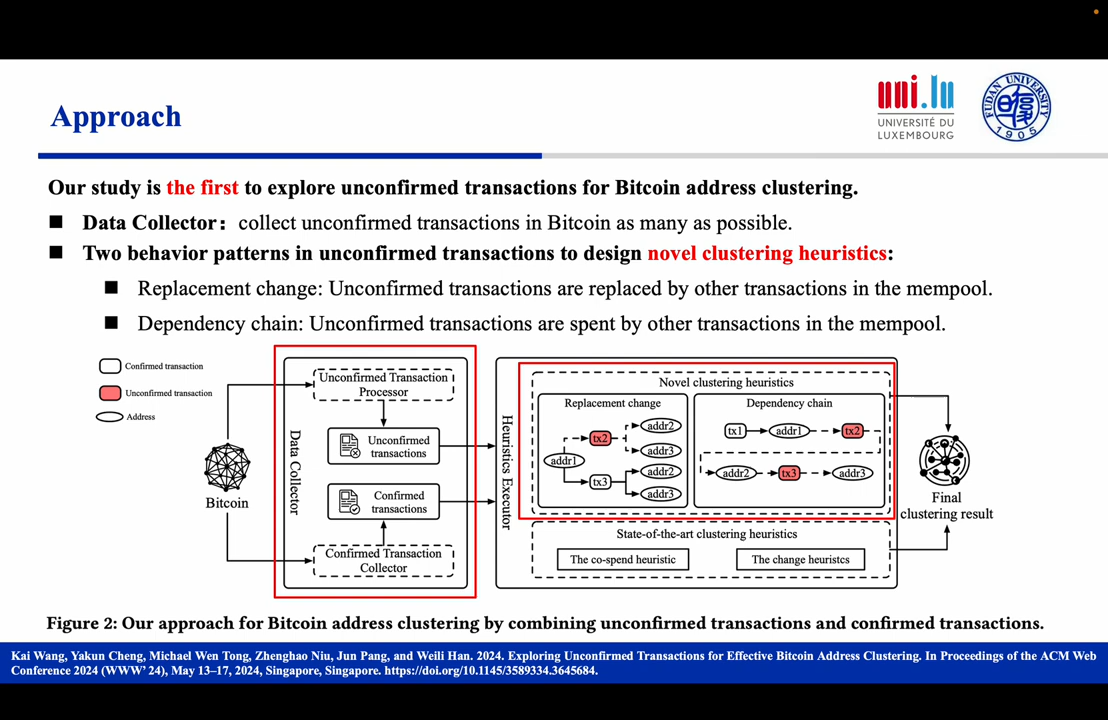 uni.lu
UNIVERSITÉ DU
LUXEMBOURG
FUDAN UNIVERSITY
1905
Approach
Our study is the first to explore unconfirmed transactions for Bitcoin address clustering.
Data Collector： collect unconfirmed transactions in Bitcoin as many as possible.
Two behavior patterns in unconfirmed transactions to design novel clustering heuristics:
Replacement change: Unconfirmed transactions are replaced by other transactions in the mempool.
Dependency chain: Unconfirmed transactions are spent by other transactions in the mempool.
Confirmed transaction
Unconfirmed transaction
Address
Bitcoin
Data Collector
Unconfirmed Transaction
Processor
Unconfirmed
transactions
Confirmed
transactions
Confirmed Transaction
Collector
Heuristics Executor
Novel clustering heuristics
Replacement change
addr1
tx2
addr2
addr3
tx3
addr2
addr3
Dependency chain
tx1
addr1
tx2
addr2
tx3
addr3
State-of-the-art clustering heuristics
The co-spend heuristic
The change heuristcs
Final
clustering result
Figure 2: Our approach for Bitcoin address clustering by combining unconfirmed transactions and confirmed transactions.
Kai Wang, Yakun Cheng, Michael Wen Tong, Zhenghao Niu, Jun Pang, and Weili Han. 2024. Exploring Unconfirmed Transactions for Effective Bitcoin Address Clustering. In Proceedings of the ACM Web
Conference 2024 (WWW' 24), May 13–17, 2024, Singapore, Singapore. https://doi.org/10.1145/3589334.3645684.